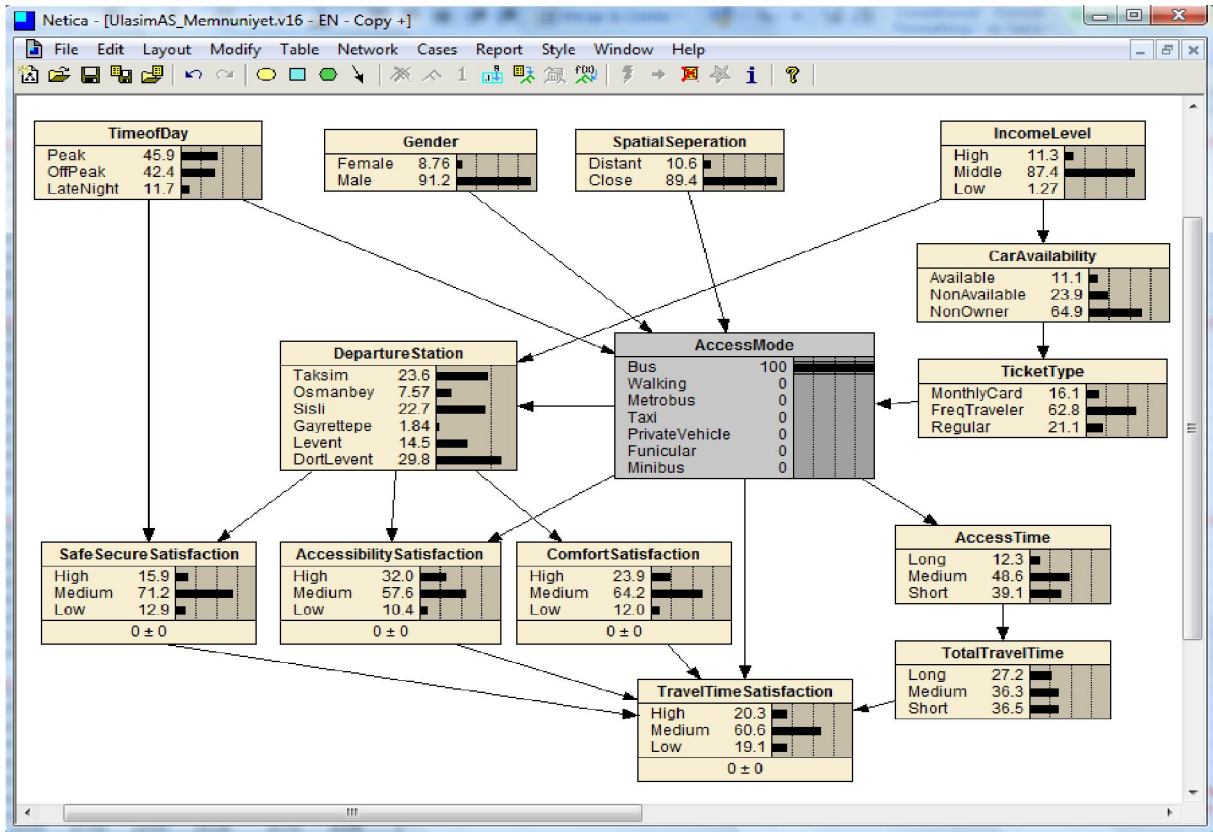 Netica - [UlasimAS_Memnuniyet.v16 - EN - Copy +]
File Edit Layout Modify Table Network Cases Report Style Window Help
TimeofDay
Peak 45.9
OffPeak 42.4
LateNight 11.7
Gender
Female 8.76
Male 91.2
SpatialSeperation
Distant 10.6
Close 89.4
IncomeLevel
High 11.3
Middle 87.4
Low 1.27
CarAvailability
Available 11.1
NonAvailable 23.9
NonOwner 64.9
DepartureStation
Taksim 23.6
Osmanbey 7.57
Sisli 22.7
Gayrettepe 1.84
Levent 14.5
DortLevent 29.8
AccessMode
Bus 100
Walking 0
Metrobus 0
Taxi 0
PrivateVehicle 0
Funicular 0
Minibus 0
TicketType
MonthlyCard 16.1
FreqTraveler 62.8
Regular 21.1
SafeSecureSatisfaction
High 15.9
Medium 71.2
Low 12.9
0 ± 0
AccessibilitySatisfaction
High 32.0
Medium 57.6
Low 10.4
0 ± 0
ComfortSatisfaction
High 23.9
Medium 64.2
Low 12.0
0 ± 0
AccessTime
Long 12.3
Medium 48.6
Short 39.1
TotalTravelTime
Long 27.2
Medium 36.3
Short 36.5
TravelTimeSatisfaction
High 20.3
Medium 60.6
Low 19.1
0 ± 0